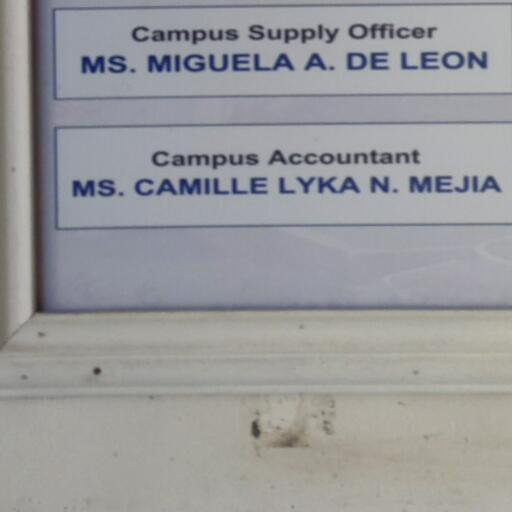 Campus Supply Officer
MS. MIGUELA A. DE LEON
Campus Accountant
MS. CAMILLE LYKA N. MEJIA